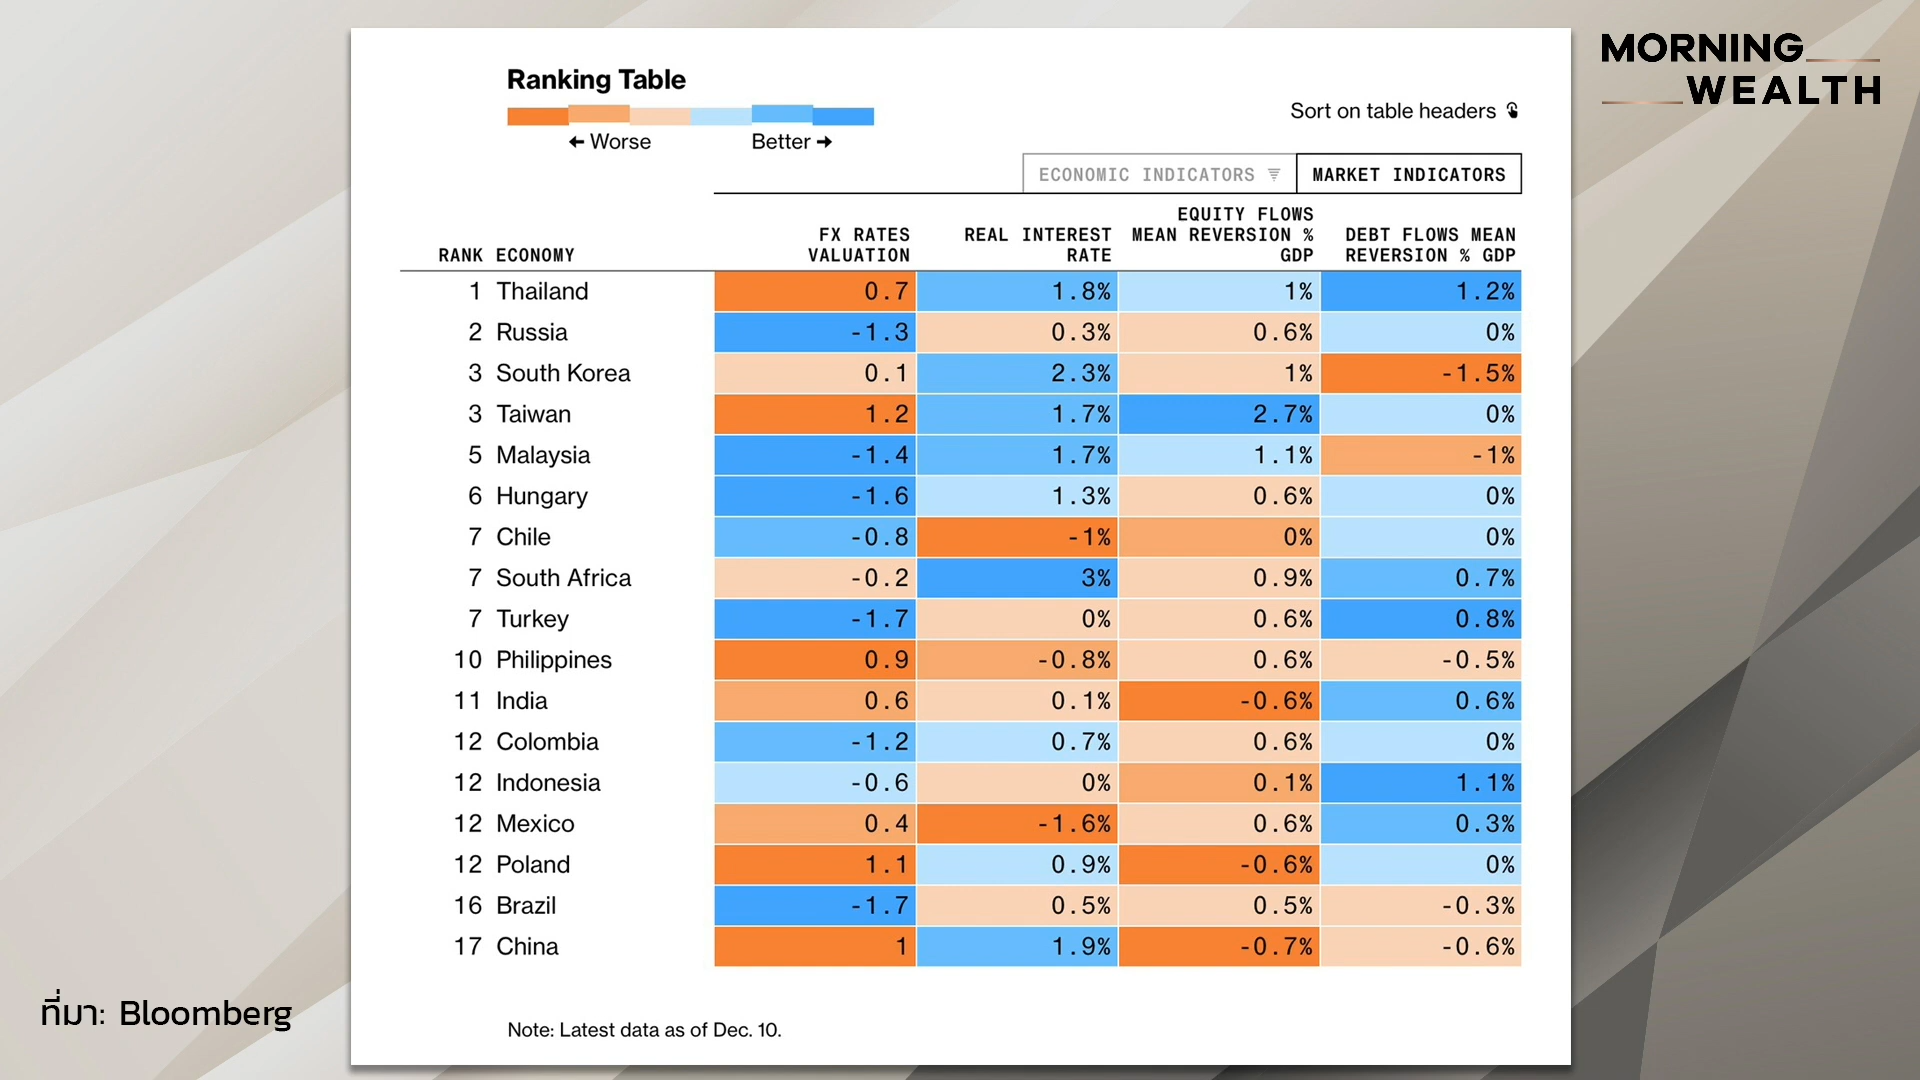 MORNING
WEALTH
Ranking Table
Sort on table headers
← Worse Better →
ECONOMIC INDICATORS MARKET INDICATORS
RANK ECONOMY FX RATES VALUATION REAL INTEREST RATE EQUITY FLOWS MEAN REVERSION % GDP DEBT FLOWS MEAN REVERSION % GDP
1 Thailand 0.7 1.8% 1% 1.2%
2 Russia -1.3 0.3% 0.6% 0%
3 South Korea 0.1 2.3% 1% -1.5%
3 Taiwan 1.2 1.7% 2.7% 0%
5 Malaysia -1.4 1.7% 1.1% -1%
6 Hungary -1.6 1.3% 0.6% 0%
7 Chile -0.8 -1% 0% 0%
7 South Africa -0.2 3% 0.9% 0.7%
7 Turkey -1.7 0% 0.6% 0.8%
10 Philippines 0.9 -0.8% 0.6% -0.5%
11 India 0.6 0.1% -0.6% 0.6%
12 Colombia -1.2 0.7% 0.6% 0%
12 Indonesia -0.6 0% 0.1% 1.1%
12 Mexico 0.4 -1.6% 0.6% 0.3%
12 Poland 1.1 0.9% -0.6% 0%
16 Brazil -1.7 0.5% 0.5% -0.3%
17 China 1 1.9% -0.7% -0.6%
ที่มา: Bloomberg
Note: Latest data as of Dec. 10.